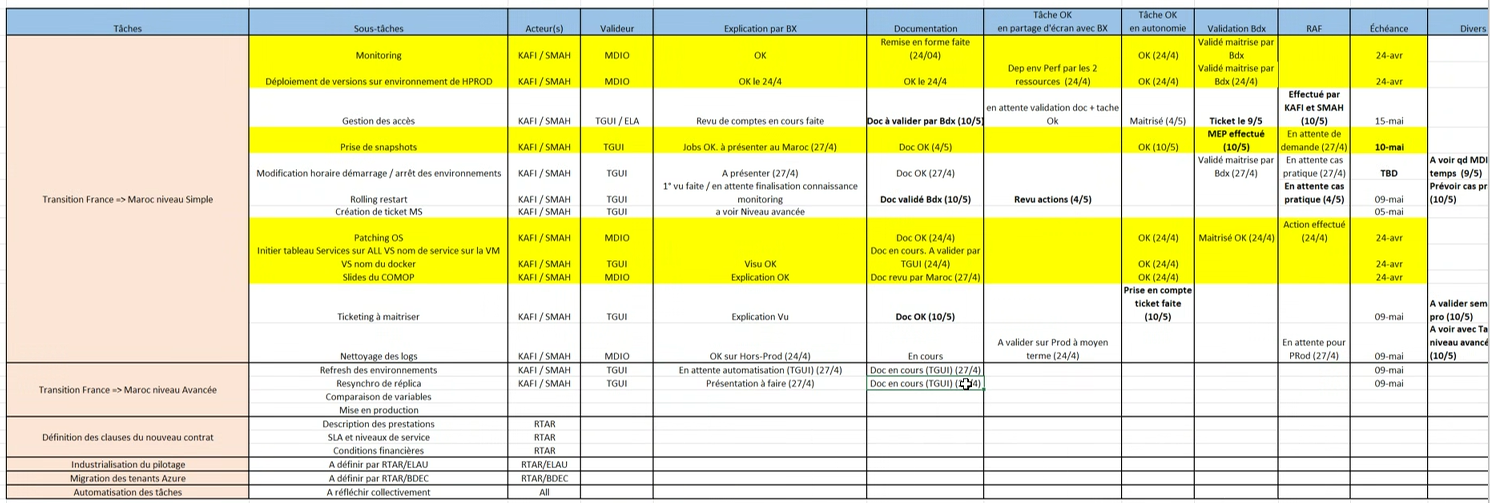 Tâches Sous-tâches Acteur(s) Valideur Explication par BX Documentation Tâche OK en partage d'écran avec BX Tâche OK en autonomie Validation Bdx RAF Échéance Divers
Transition France => Maroc niveau Simple
Monitoring KAFI / SMAH MDIO OK Remise en forme faite (24/04) OK (24/4) Validé maitrise par Bdx 24-avr
Déploiement de versions sur environnement de HPROD KAFI / SMAH MDIO OK le 24/4 OK le 24/4 Dep env Perf par les 2 ressources (24/4) OK (24/4) Validé maitrise par Bdx (24/4) 24-avr
Gestion des accès KAFI / SMAH TGUI / ELA Revu de comptes en cours faite Doc à valider par Bdx (10/5) en attente validation doc + tache Ok Maitrisé (4/5) Ticket le 9/5 Effectué par KAFI et SMAH (10/5) 15-mai
Prise de snapshots KAFI / SMAH TGUI Jobs OK. à présenter au Maroc (27/4) Doc OK (4/5) OK (10/5) MEP effectué (10/5) En attente de demande (27/4) 10-mai
Modification horaire démarrage / arrêt des environnements KAFI / SMAH TGUI A présenter (27/4) Doc OK (27/4) Validé maitrise par Bdx (27/4) En attente cas pratique (27/4) TBD A voir qd MDI temps (9/5)
Rolling restart KAFI / SMAH TGUI 1° vu faite / en attente finalisation connaissance monitoring Doc validé Bdx (10/5) Revu actions (4/5) En attente cas pratique (4/5) 09-mai Prévoir cas pr (10/5)
Création de ticket MS KAFI / SMAH TGUI a voir Niveau avancée 05-mai
Patching OS KAFI / SMAH MDIO Doc OK (24/4) OK (24/4) Maitrisé OK (24/4) Action effectué (24/4) 24-avr
Initier tableau Services sur ALL VS nom de service sur la VM VS nom du docker KAFI / SMAH TGUI Visu OK Doc en cours. A valider par TGUI (24/4) OK (24/4) 24-avr
Slides du COMOP KAFI / SMAH MDIO Explication OK Doc revu par Maroc (27/4) OK (24/4) 24-avr
Ticketing à maitriser KAFI / SMAH TGUI Explication Vu Doc OK (10/5) Prise en compte ticket faite (10/5) 09-mai A valider sem pro (10/5)
Nettoyage des logs KAFI / SMAH MDIO OK sur Hors-Prod (24/4) En cours A valider sur Prod à moyen terme (24/4) En attente pour PRod (27/4) 09-mai A voir avec Ta niveau avancé (10/5)
Transition France => Maroc niveau Avancée
Refresh des environnements KAFI / SMAH TGUI En attente automatisation (TGUI) (27/4) Doc en cours (TGUI) (27/4) 09-mai
Resynchro de réplica KAFI / SMAH TGUI Présentation à faire (27/4) Doc en cours (TGUI) 09-mai
Comparaison de variables
Mise en production
Définition des clauses du nouveau contrat
Description des prestations RTAR
SLA et niveaux de service RTAR
Conditions financières RTAR
Industrialisation du pilotage A définir par RTAR/ELAU RTAR/ELAU
Migration des tenants Azure A définir par RTAR/BDEC RTAR/BDEC
Automatisation des tâches A réfléchir collectivement All